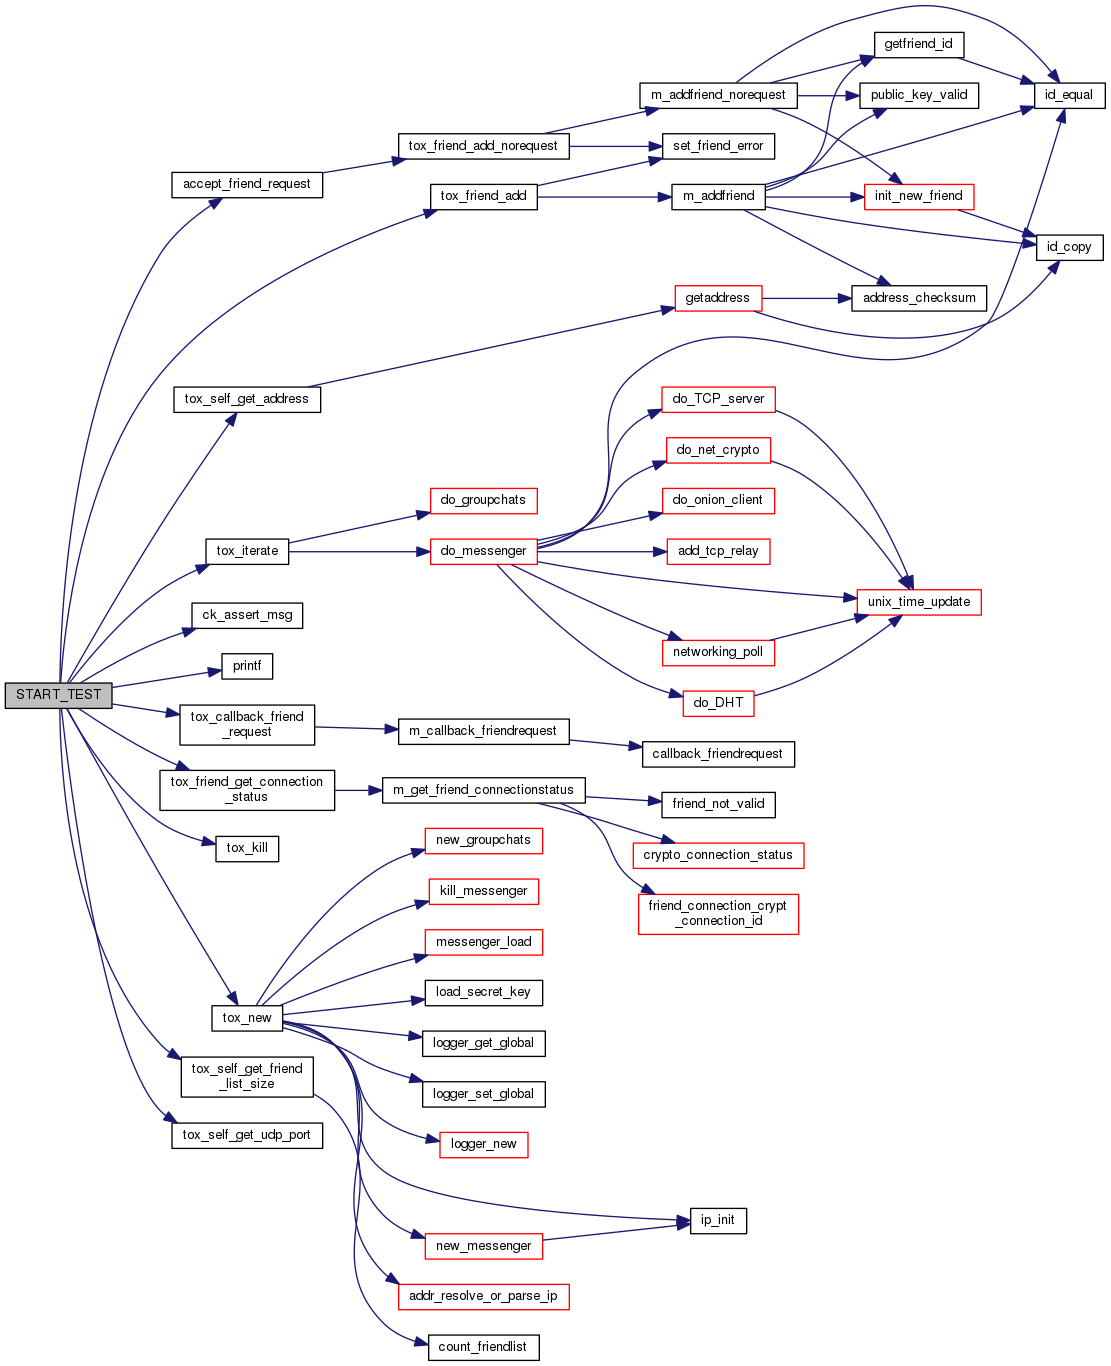 getfriend_id
m_addfriend_norequest
public_key_valid
id_equal
tox_friend_add_norequest
set_friend_error
accept_friend_request
tox_friend_add
m_addfriend
init_new_friend
id_copy
getaddress
address_checksum
tox_self_get_address
do_TCP_server
do_net_crypto
do_groupchats
do_onion_client
tox_iterate
do_messenger
add_tcp_relay
unix_time_update
ck_assert_msg
networking_poll
printf
START_TEST
do_DHT
tox_callback_friend
_request
m_callback_friendrequest
callback_friendrequest
tox_friend_get_connection
_status
m_get_friend_connectionstatus
friend_not_valid
new_groupchats
tox_kill
crypto_connection_status
kill_messenger
friend_connection_crypt
_connection_id
messenger_load
load_secret_key
tox_new
logger_get_global
tox_self_get_friend
_list_size
logger_set_global
tox_self_get_udp_port
logger_new
ip_init
new_messenger
addr_resolve_or_parse_ip
count_friendlist